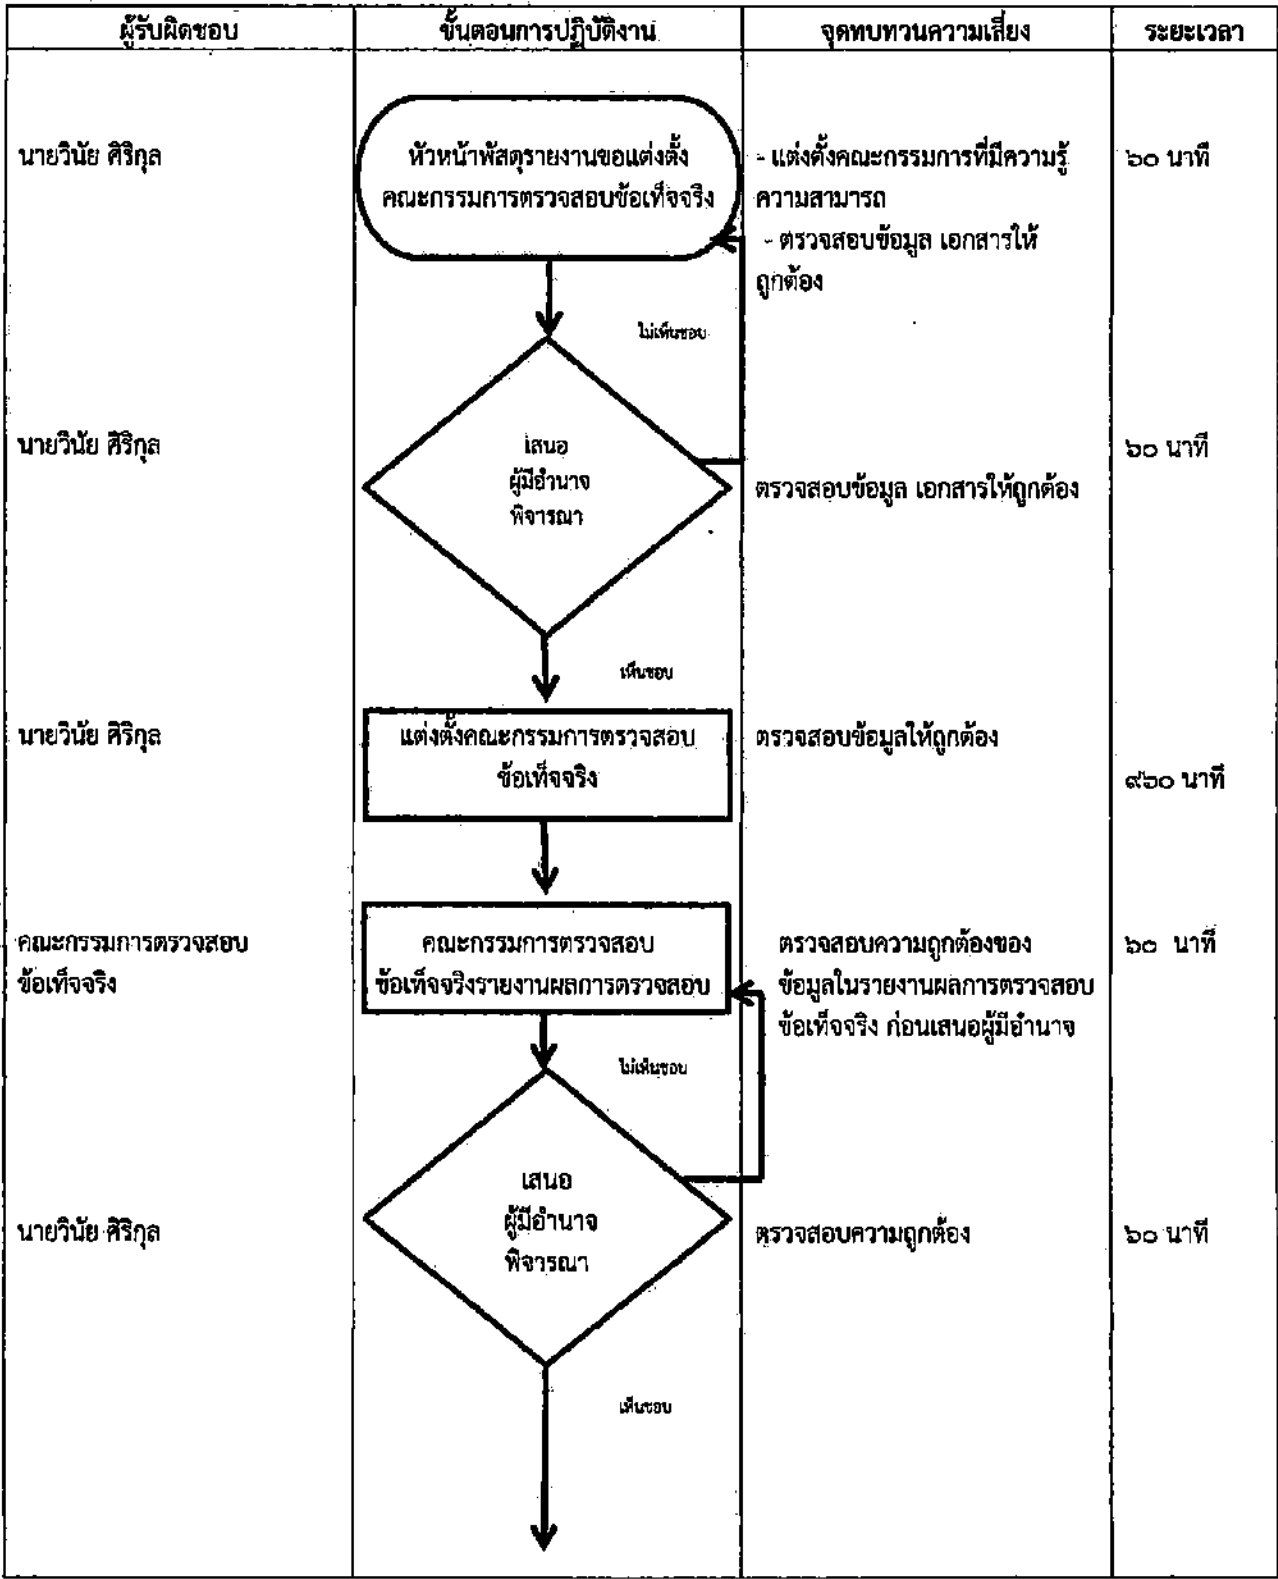 ผู้รับผิดชอบ
ขั้นตอนการปฏิบัติงาน
จุดทบทวนความเสี่ยง
ระยะเวลา
นายวินัย ศิริกุล
หัวหน้าพัสดุรายงานขอแต่งตั้ง
คณะกรรมการตรวจสอบข้อเท็จจริง
- แต่งตั้งคณะกรรมการที่มีความรู้
ความสามารถ
- ตรวจสอบข้อมูล เอกสารให้
ถูกต้อง
๖๐ นาที
ไม่เห็นชอบ
นายวินัย ศิริกุล
เสนอ
ผู้มีอำนาจ
พิจารณา
ตรวจสอบข้อมูล เอกสารให้ถูกต้อง
๖๐ นาที
เห็นชอบ
นายวินัย ศิริกุล
แต่งตั้งคณะกรรมการตรวจสอบ
ข้อเท็จจริง
ตรวจสอบข้อมูลให้ถูกต้อง
๙๖๐ นาที
คณะกรรมการตรวจสอบ
ข้อเท็จจริง
คณะกรรมการตรวจสอบ
ข้อเท็จจริงรายงานผลการตรวจสอบ
ตรวจสอบความถูกต้องของ
ข้อมูลในรายงานผลการตรวจสอบ
ข้อเท็จจริง ก่อนเสนอผู้มีอำนาจ
๖๐ นาที
ไม่เห็นชอบ
นายวินัย ศิริกุล
เสนอ
ผู้มีอำนาจ
พิจารณา
ตรวจสอบความถูกต้อง
๖๐ นาที
เห็นชอบ